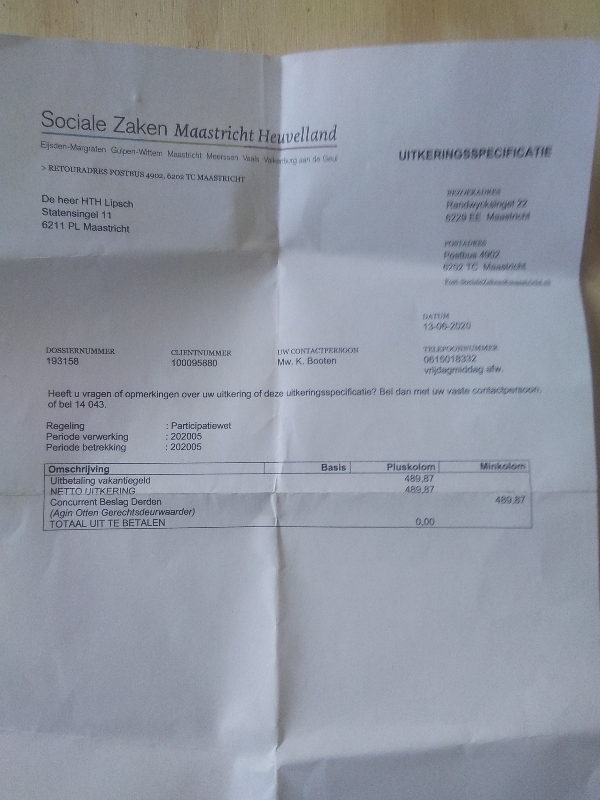 Sociale Zaken Maastricht Heuvelland
Eijsden-Margraten Gulpen-Wittem Maastricht Meerssen Vaals Valkenburg aan de Geul
> RETOURADRES POSTBUS 4902, 6202 TC MAASTRICHT
UITKERINGSSPECIFICATIE
De heer HTH Lipsch
Statensingel 11
6211 PL Maastricht
BEZOEKADRES
Randwycksingel 22
6229 EE Maastricht
POSTADRES
Postbus 4902
6202 TC Maastricht
DATUM
13-06-2020
DOSSIERNUMMER
193158
CLIENTNUMMER
100095880
UW CONTACTPERSOON
Mw. K. Booten
TELEFOONNUMMER
0615018332
vrijdagmiddag afw.
Heeft u vragen of opmerkingen over uw uitkering of deze uitkeringsspecificatie? Bel dan met uw vaste contactpersoon,
of bel 14 043.
Regeling : Participatiewet
Periode verwerking : 202005
Periode betrekking : 202005
Omschrijving Basis Pluskolom Minkolom
Uitbetaling vakantiegeld 489,87
NETTO UITKERING 489,87
Concurrent Beslag Derden 489,87
(Agin Otten Gerechtsdeurwaarder)
TOTAAL UIT TE BETALEN 0,00